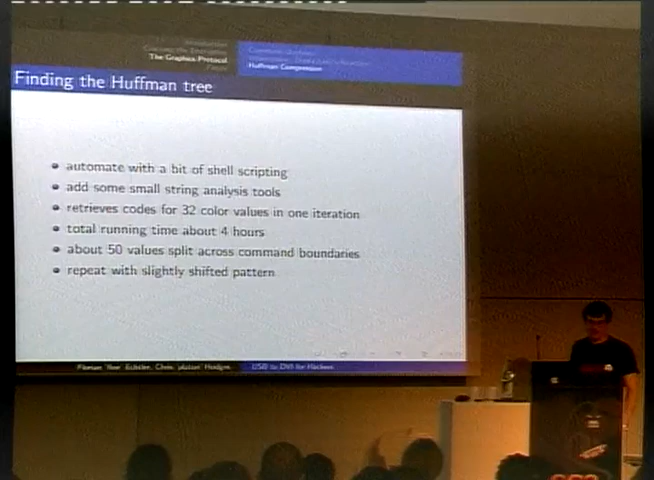 The Graphics Protocol
Huffman Compression
Finding the Huffman tree
automate with a bit of shell scripting
add some small string analysis tools
retrieves codes for 32 color values in one iteration
total running time about 4 hours
about 50 values split across command boundaries
repeat with slightly shifted pattern
USB to DVI for Hackers